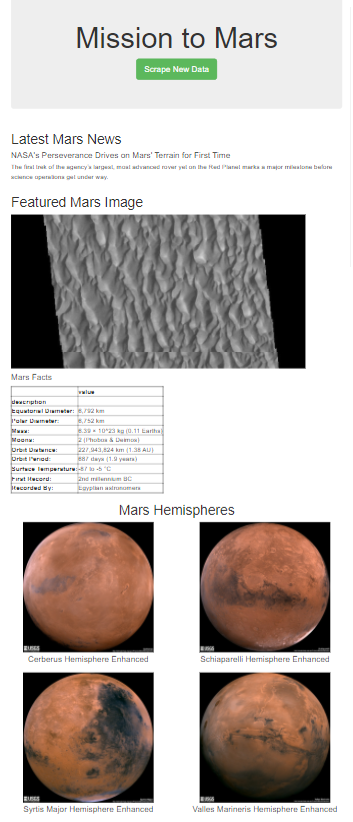 Mission to Mars
Scrape New Data
Latest Mars News
NASA's Perseverance Drives on Mars' Terrain for First Time
The first trek of the agency's largest, most advanced rover yet on the Red Planet marks a major milestone before
science operations get under way.
Featured Mars Image
Mars Facts
value
description
Equatorial Diameter: 6,792 km
Polar Diameter: 6,752 km
Mass: 6.39 × 10^23 kg (0.11 Earths)
Moons: 2 (Phobos & Deimos)
Orbit Distance: 227,943,824 km (1.38 AU)
Orbit Period: 687 days (1.9 years)
Surface Temperature: -87 to -5 °C
First Record: 2nd millennium BC
Recorded By: Egyptian astronomers
Mars Hemispheres
USGS
USGS
Cerberus Hemisphere Enhanced
Schiaparelli Hemisphere Enhanced
USGS
USGS
Syrtis Major Hemisphere Enhanced
Valles Marineris Hemisphere Enhanced